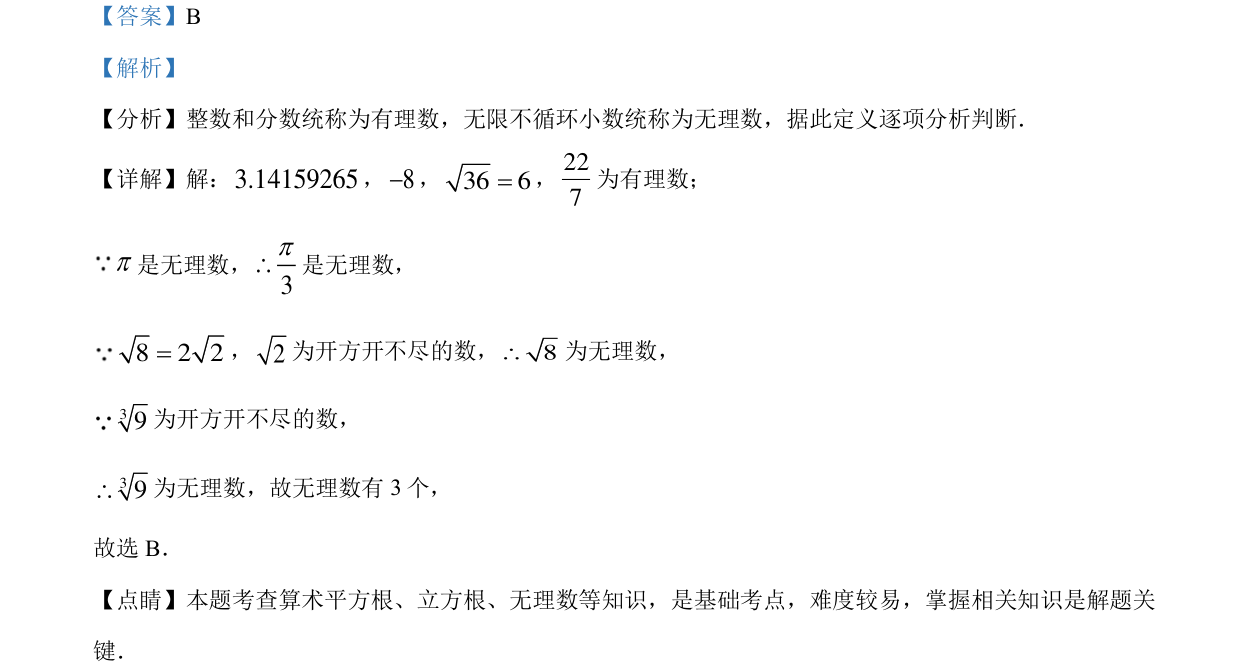 【答案】B
【解析】
【分析】整数和分数统称为有理数，无限不循环小数统称为无理数，据此定义逐项分析判断．
【详解】解：3.14159265，−8，√36 = 6，22/7 为有理数；
∵π 是无理数，∴π/3 是无理数，
∵√8 = 2√2，√2 为开方开不尽的数，∴√8 为无理数，
∵∛9 为开方开不尽的数，
∴∛9 为无理数，故无理数有 3 个，
故选 B．
【点睛】本题考查算术平方根、立方根、无理数等知识，是基础考点，难度较易，掌握相关知识是解题关
键．